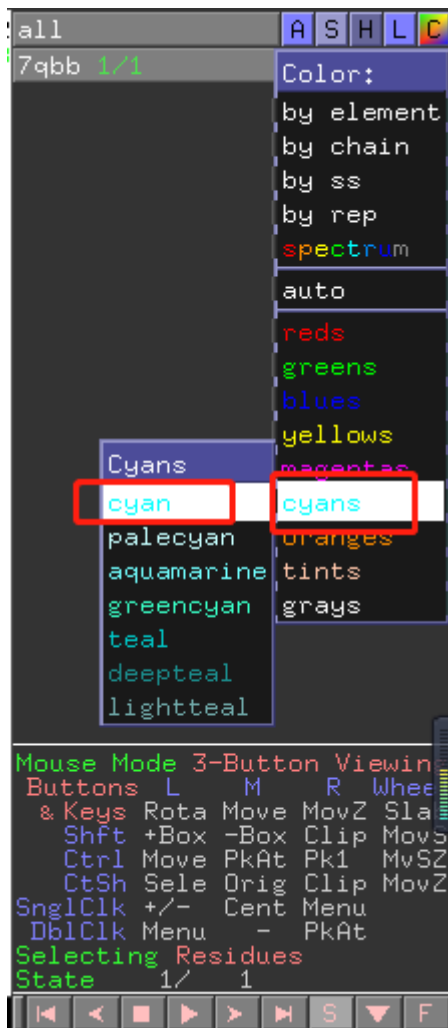 all A S H L C
7qbb 1/1
Color:
by element
by chain
by ss
by rep
spectrum
auto
reds
greens
blues
yellows
magentas
cyans
oranges
tints
grays
Cyans
cyan
palecyan
aquamarine
greencyan
teal
deepteal
lightteal
Mouse Mode 3-Button Viewing
Buttons L M R Whee
& Keys Rota Move MovZ Sla
Shft +Box -Box Clip MovS
Ctrl Move PkAt Pk1 MvSZ
CtSh Sele Orig Clip MovZ
SnglClk +/- Cent Menu
DblClk Menu - PkAt
Selecting Residues
State 1/ 1
S F